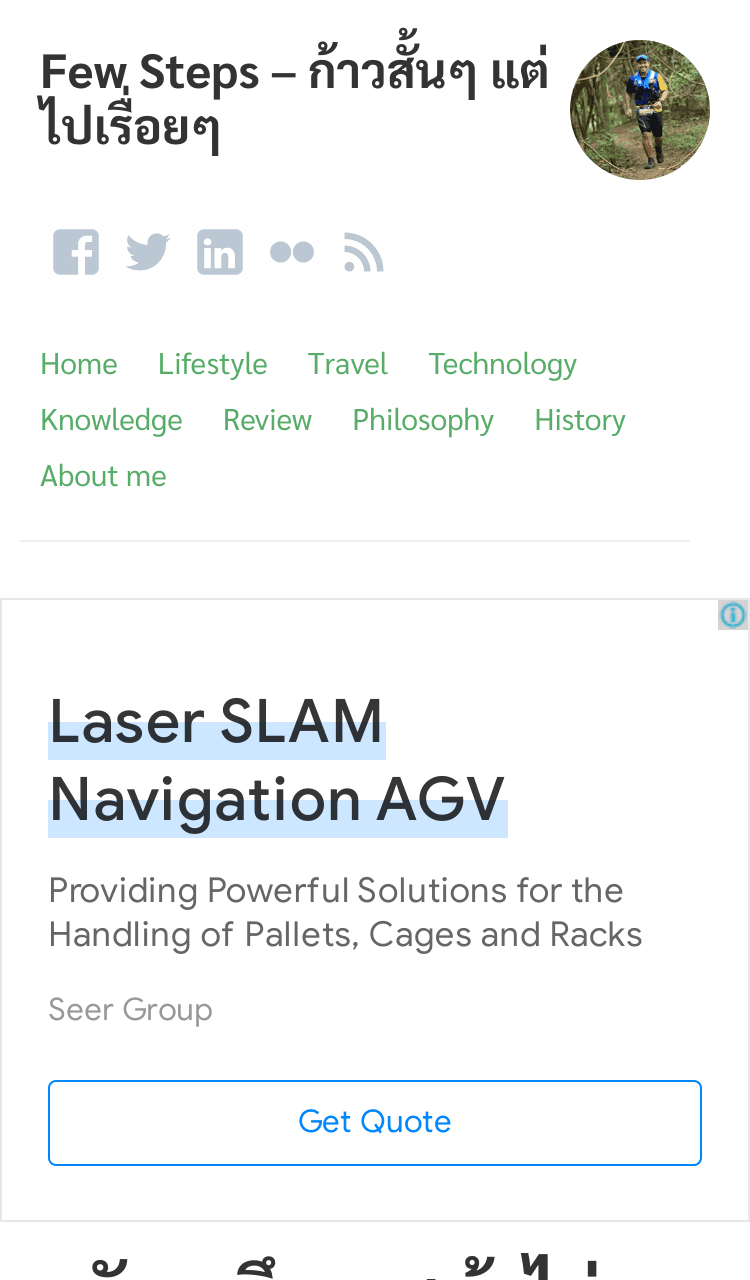 Few Steps – ก้าวสั้นๆ แต่
ไปเรื่อยๆ
Home Lifestyle Travel Technology
Knowledge Review Philosophy History
About me
Laser SLAM
Navigation AGV
Providing Powerful Solutions for the
Handling of Pallets, Cages and Racks
Seer Group
Get Quote